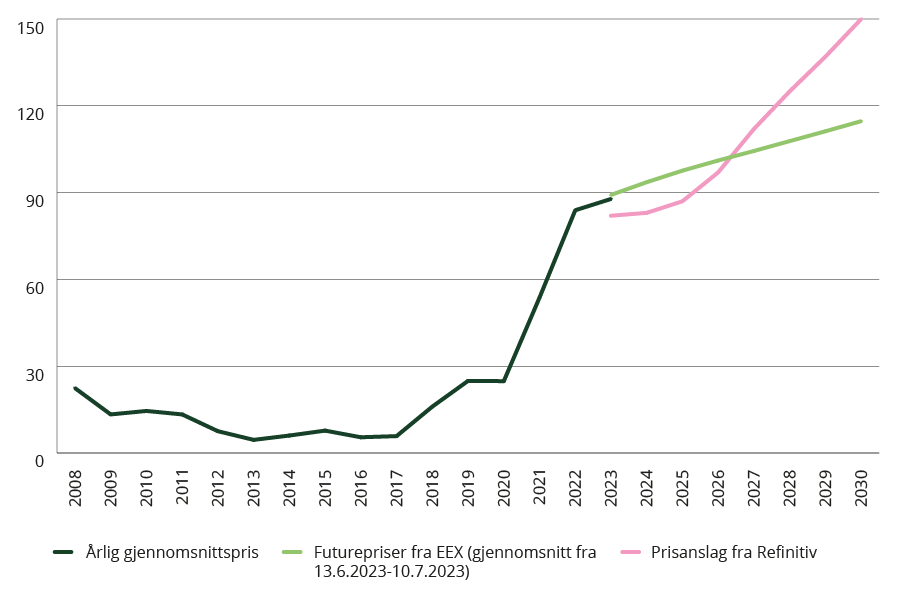 150
120
90
60
30
0
2008 2009 2010 2011 2012 2013 2014 2015 2016 2017 2018 2019 2020 2021 2022 2023 2024 2025 2026 2027 2028 2029 2030
Årlig gjennomsnittspris
Futurepriser fra EEX (gjennomsnitt fra
13.6.2023-10.7.2023)
Prisanslag fra Refinitiv